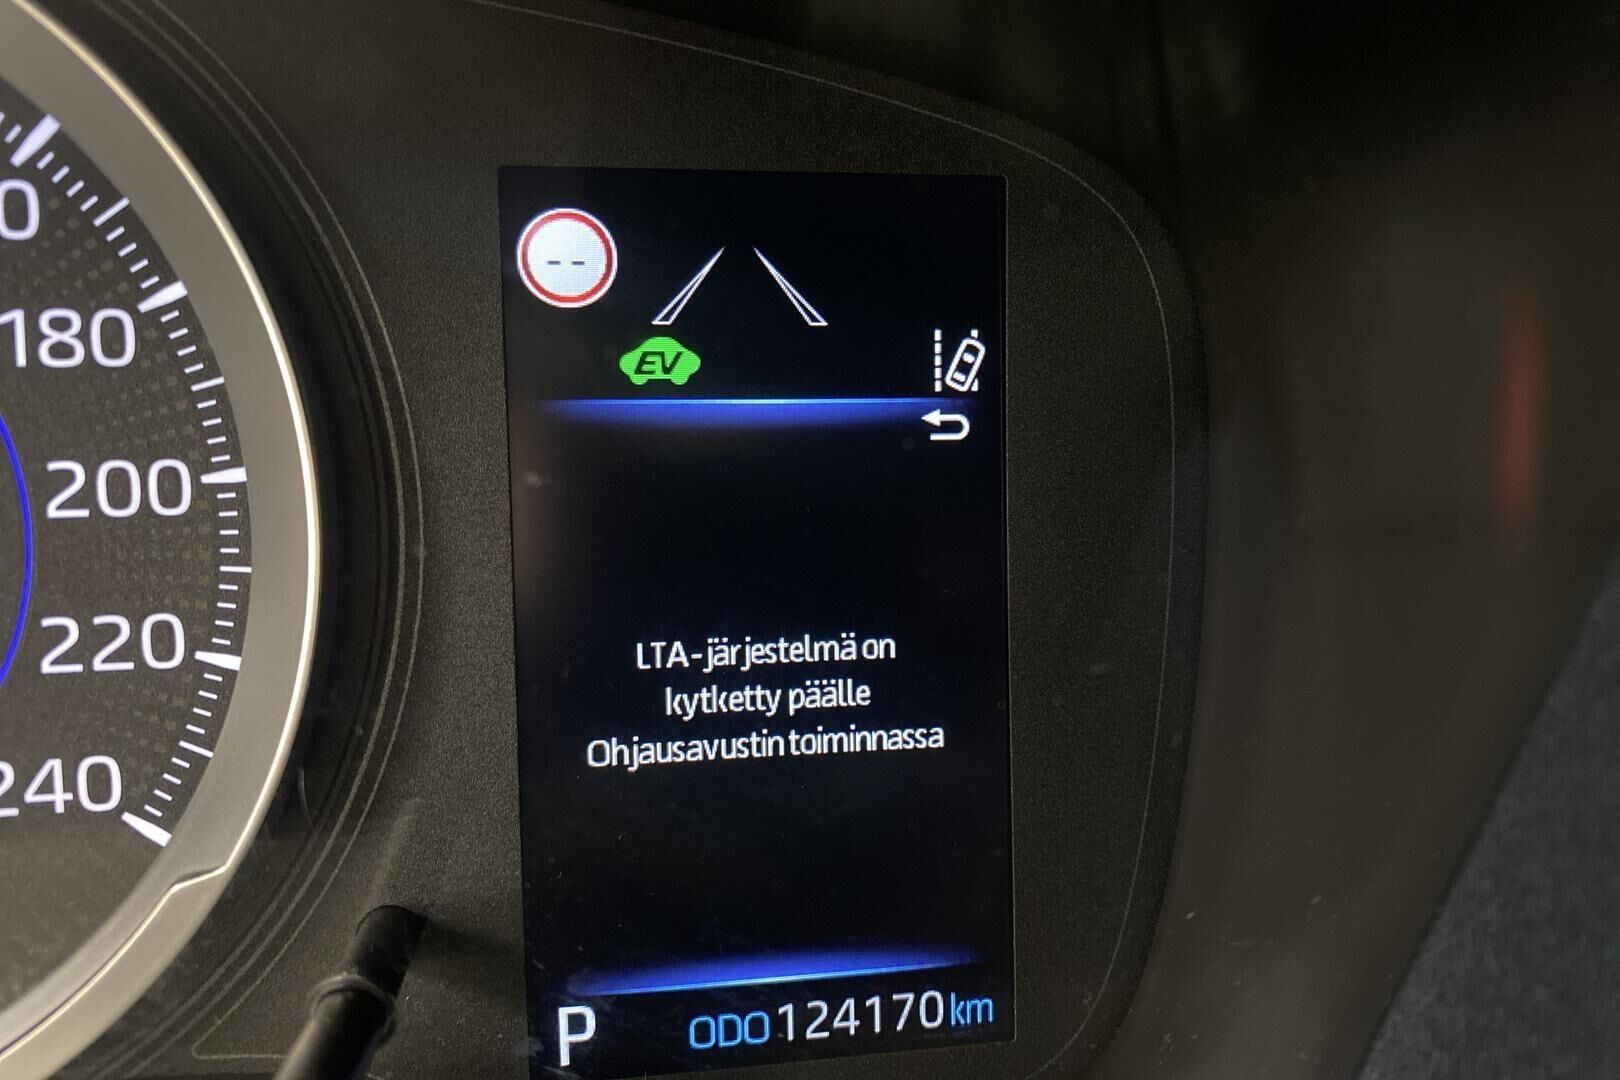 180
200
220
240
--
EV
LTA-järjestelmä on
kytketty päälle
Ohjausavustin toiminnassa
P ODO 124170 km